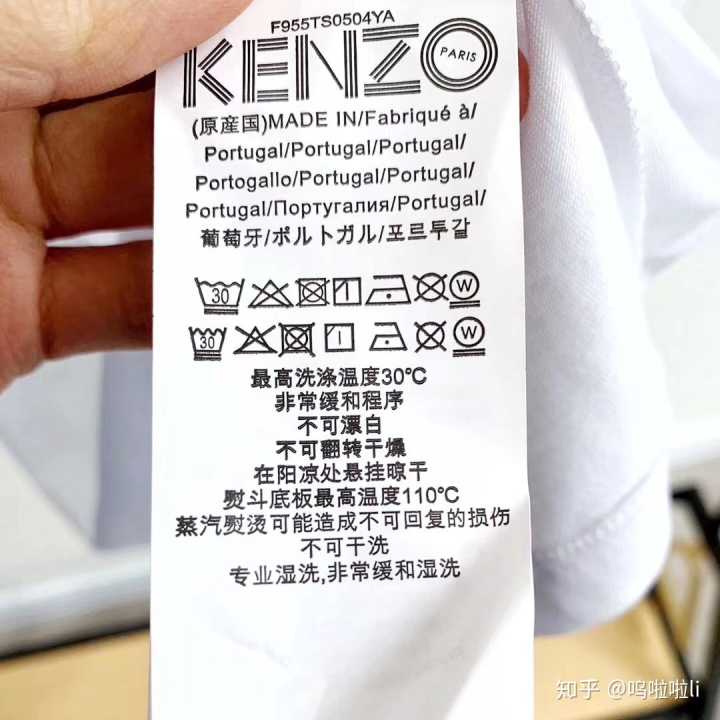 F955TS0504YA
KENZO PARIS
(原産国)MADE IN/Fabriqué à/
Portugal/Portugal/Portugal/
Portogallo/Portugal/Portugal/
Portugal/Португалия/Portugal/
葡萄牙/ポルトガル/포르투갈
30 W
30 W
最高洗涤温度30℃
非常缓和程序
不可漂白
不可翻转干燥
在阳凉处悬挂晾干
熨斗底板最高温度110℃
蒸汽熨烫可能造成不可回复的损伤
不可干洗
专业湿洗,非常缓和湿洗
知乎 @呜啦啦li